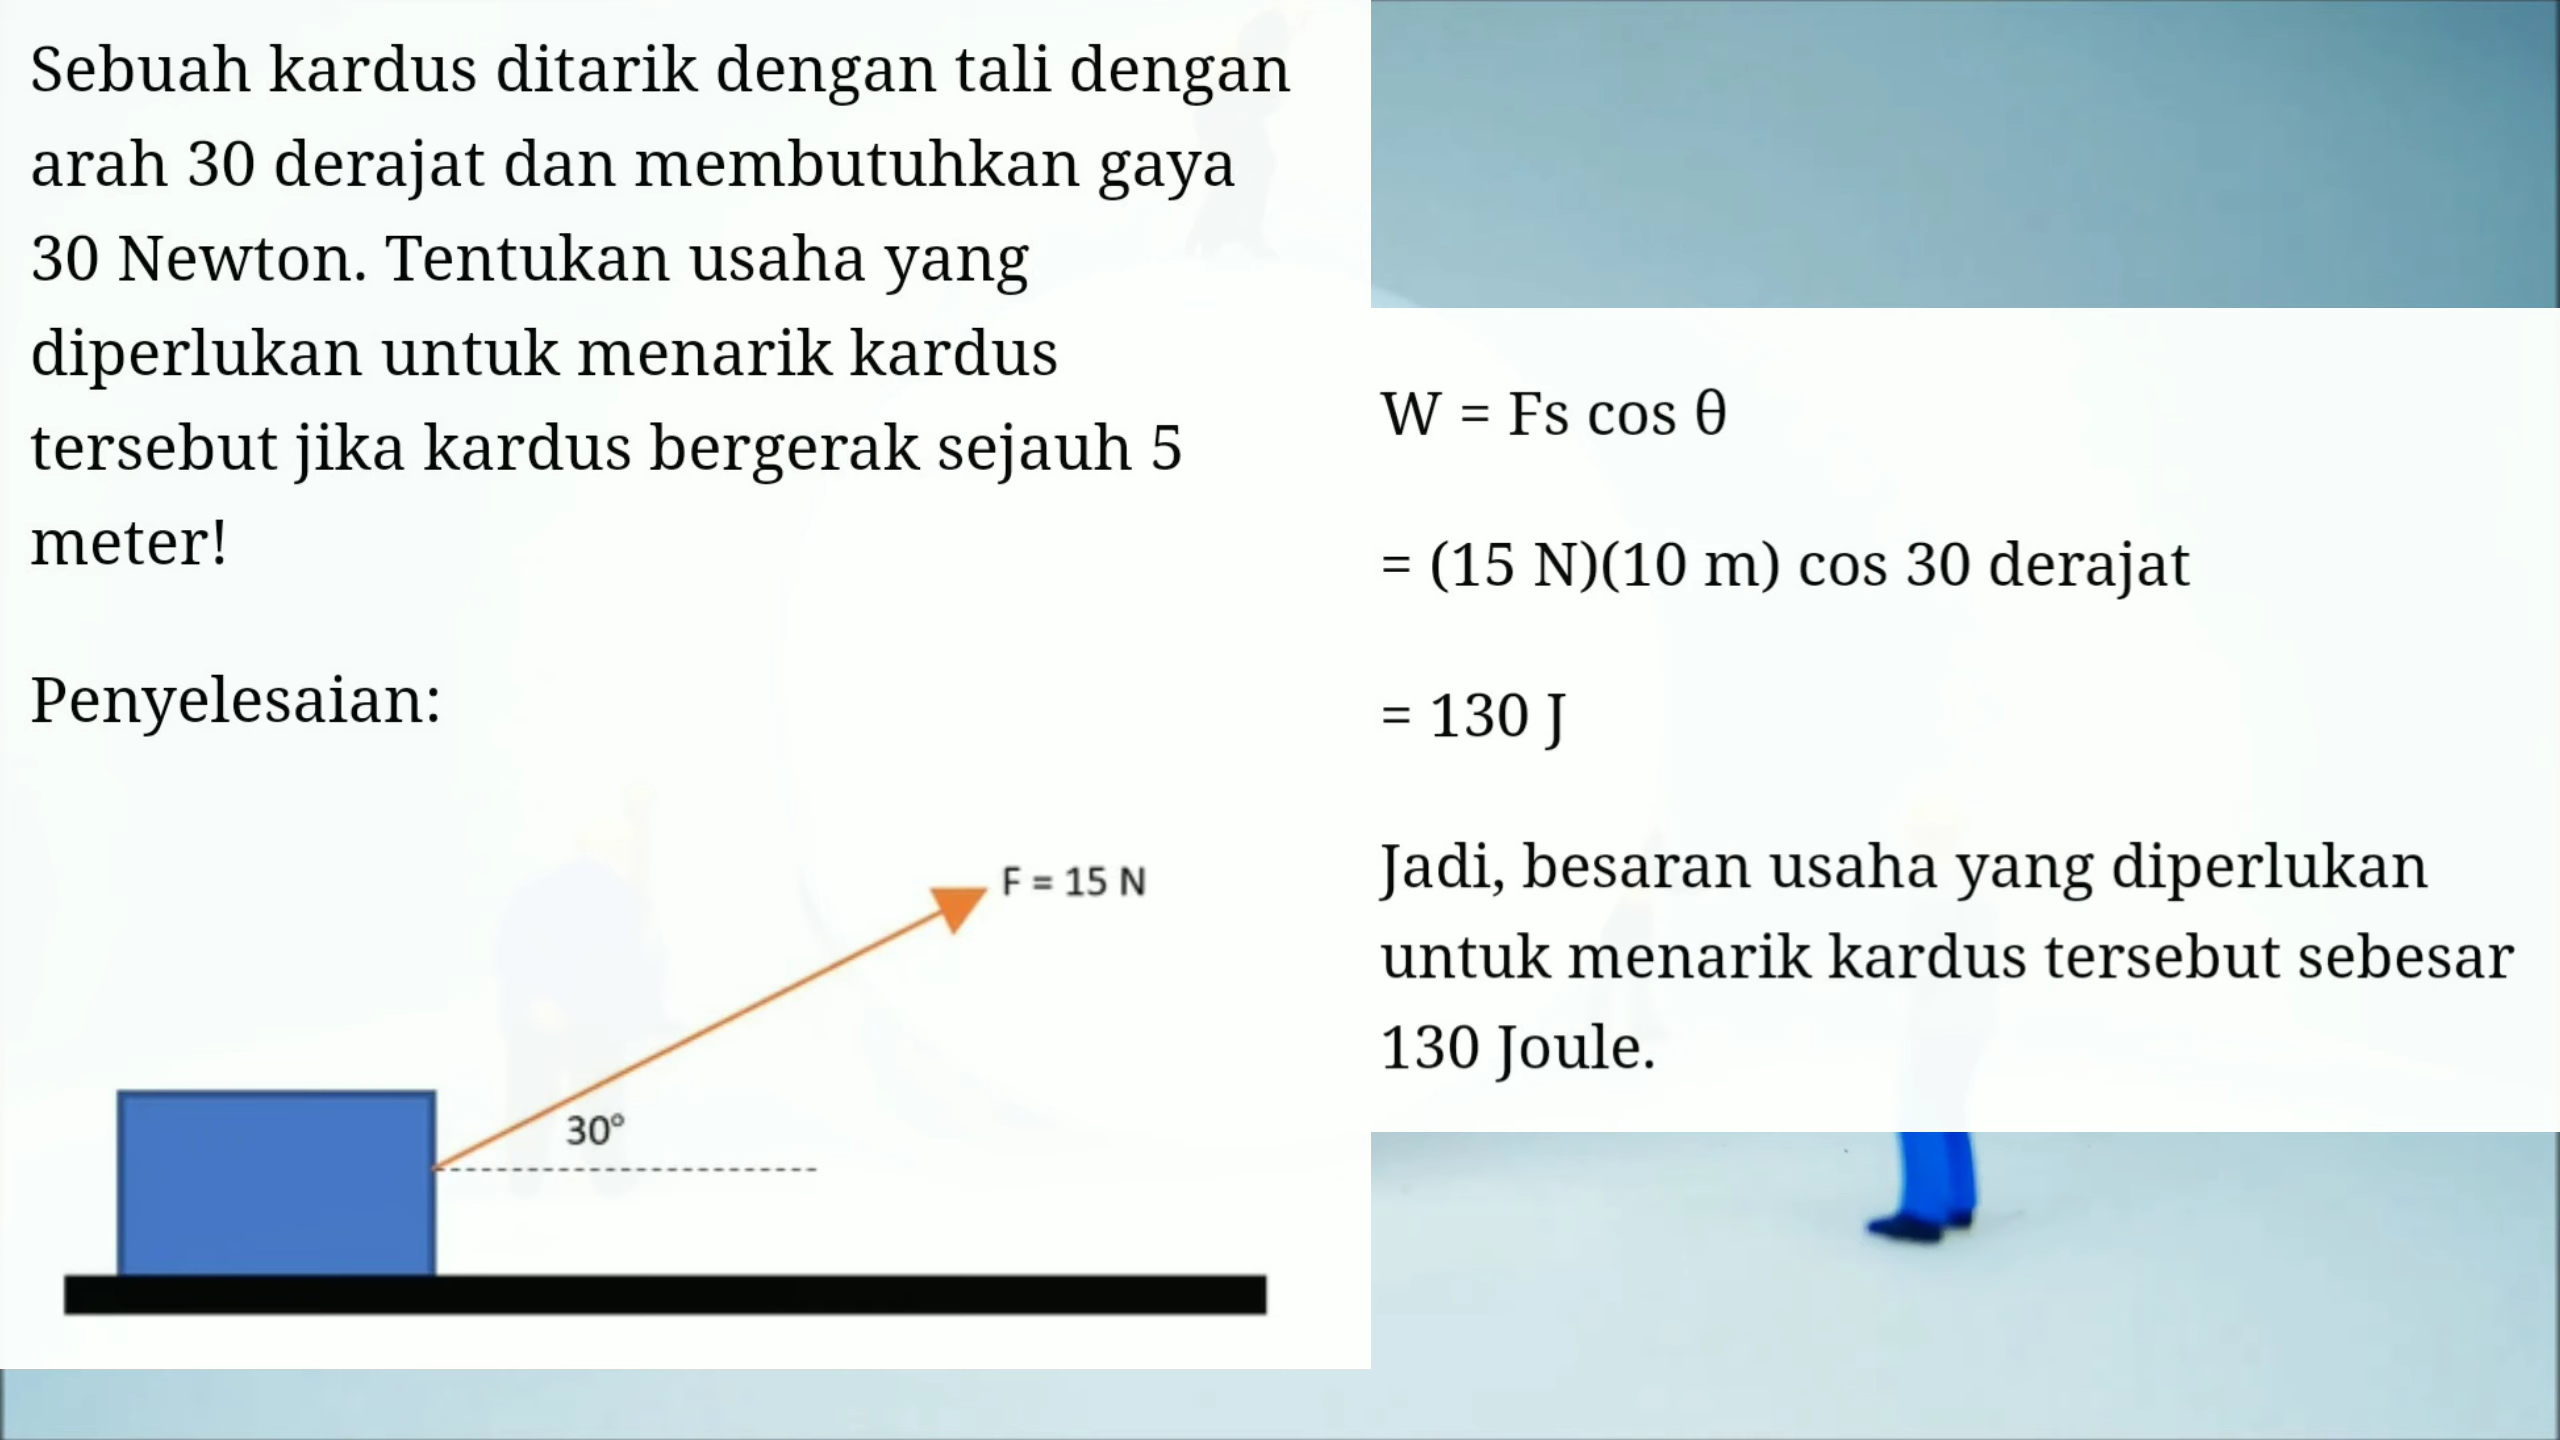 Sebuah kardus ditarik dengan tali dengan
arah 30 derajat dan membutuhkan gaya
30 Newton. Tentukan usaha yang
diperlukan untuk menarik kardus
tersebut jika kardus bergerak sejauh 5
meter!
Penyelesaian:
F = 15 N
30°
W = Fs cos θ
= (15 N)(10 m) cos 30 derajat
= 130 J
Jadi, besaran usaha yang diperlukan
untuk menarik kardus tersebut sebesar
130 Joule.